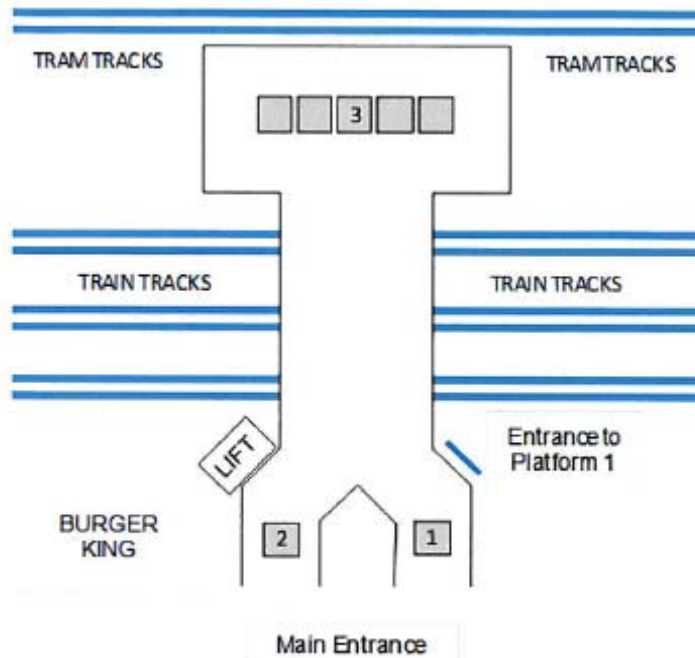 TRAM TRACKS
TRAM TRACKS
3
TRAIN TRACKS
TRAIN TRACKS
LIFT
Entrance to
Platform 1
BURGER
KING
2
1
Main Entrance